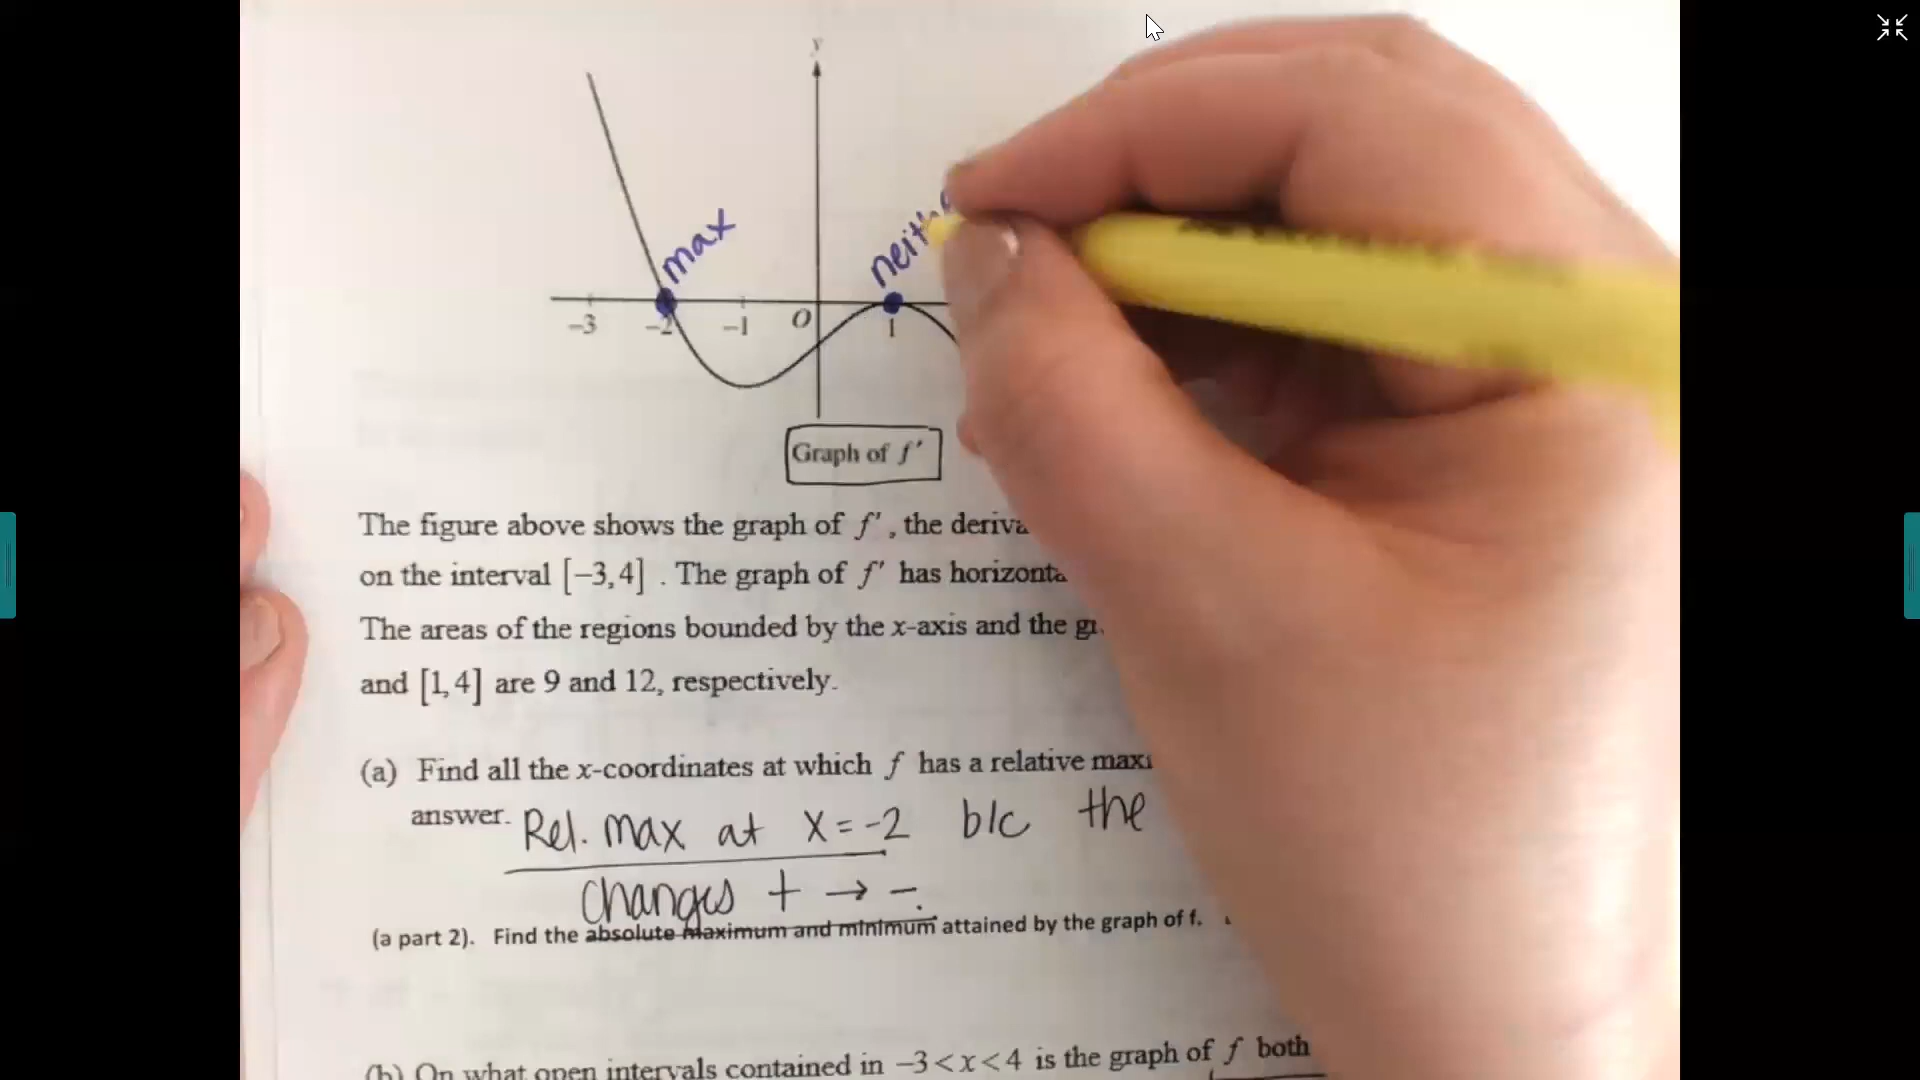 y
max
-3 -2 -1 O 1
Graph of f′
The figure above shows the graph of f′, the
on the interval [−3,4] . The graph of f′ has
The areas of the regions bounded by the x-axis and the
and [1,4] are 9 and 12, respectively.
(a) Find all the x-coordinates at which f has a relative
answer. Rel. max at x = -2 b/c the
changes + → -.
(a part 2). Find the absolute maximum and minimum attained by the graph of f.
(b) On what open intervals contained in −3<x<4 is the graph of f both